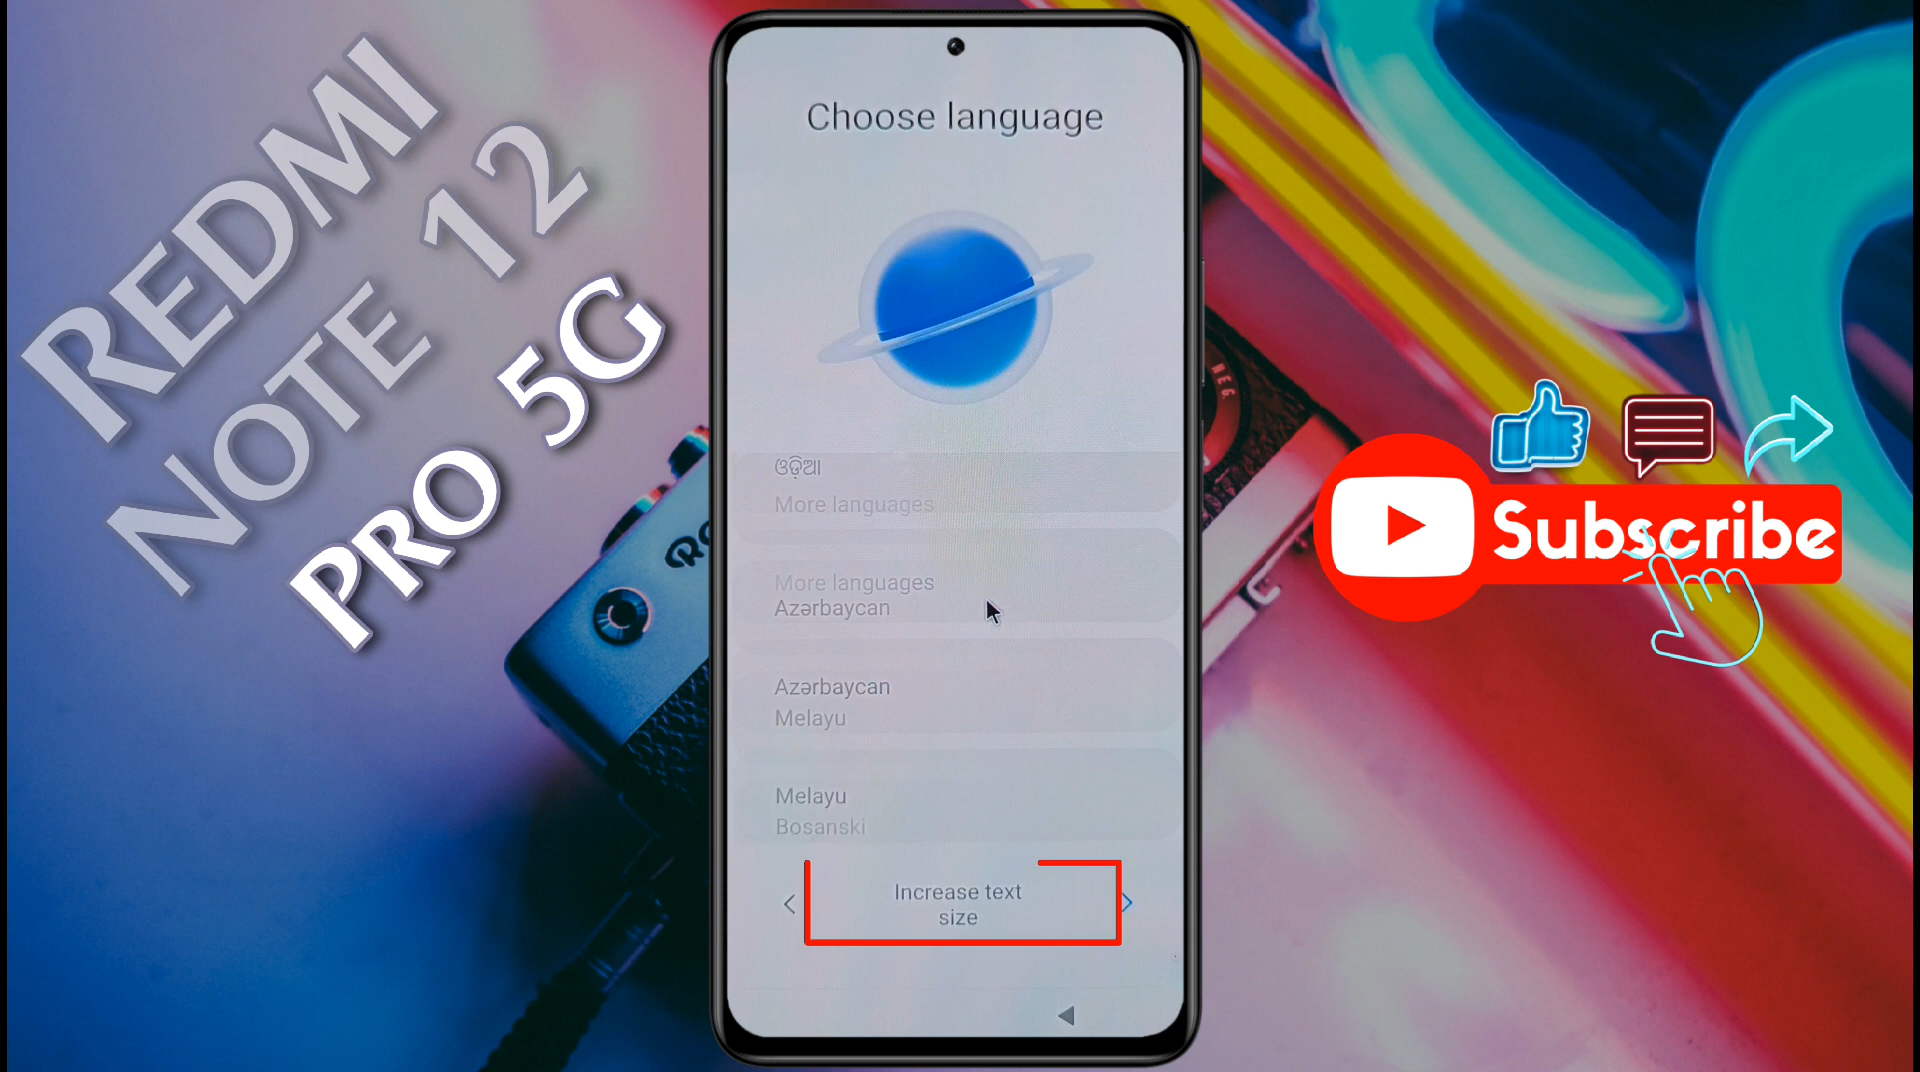 REDMI
NOTE 12
PRO 5G
Choose language
ଓଡ଼ିଆ
More languages
More languages
Azərbaycan
Azərbaycan
Melayu
Melayu
Bosanski
Increase text
size
NEG.
Subscribe